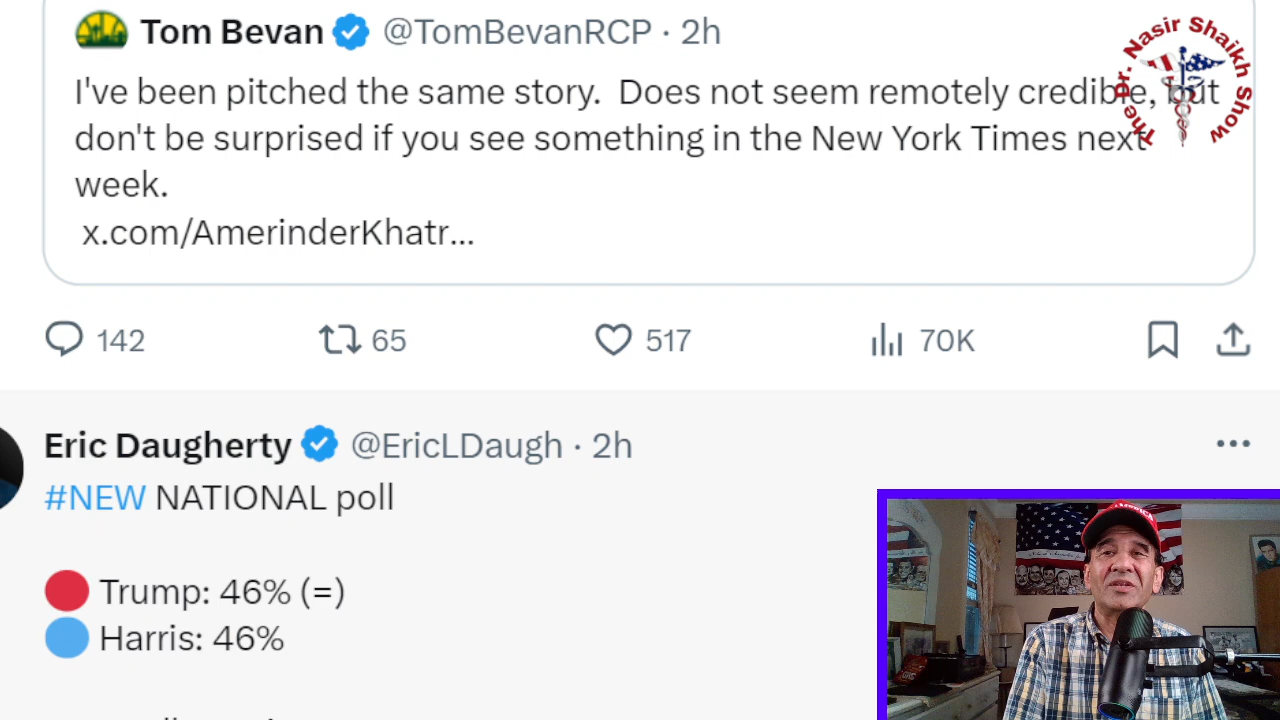 Tom Bevan @TomBevanRCP · 2h
I've been pitched the same story. Does not seem remotely credible, but
don't be surprised if you see something in the New York Times next
week.
x.com/AmerinderKhatr...
The Dr. Nasir Shaikh Show
142 65 517 70K
Eric Daugherty @EricLDaugh · 2h
#NEW NATIONAL poll
Trump: 46% (=)
Harris: 46%